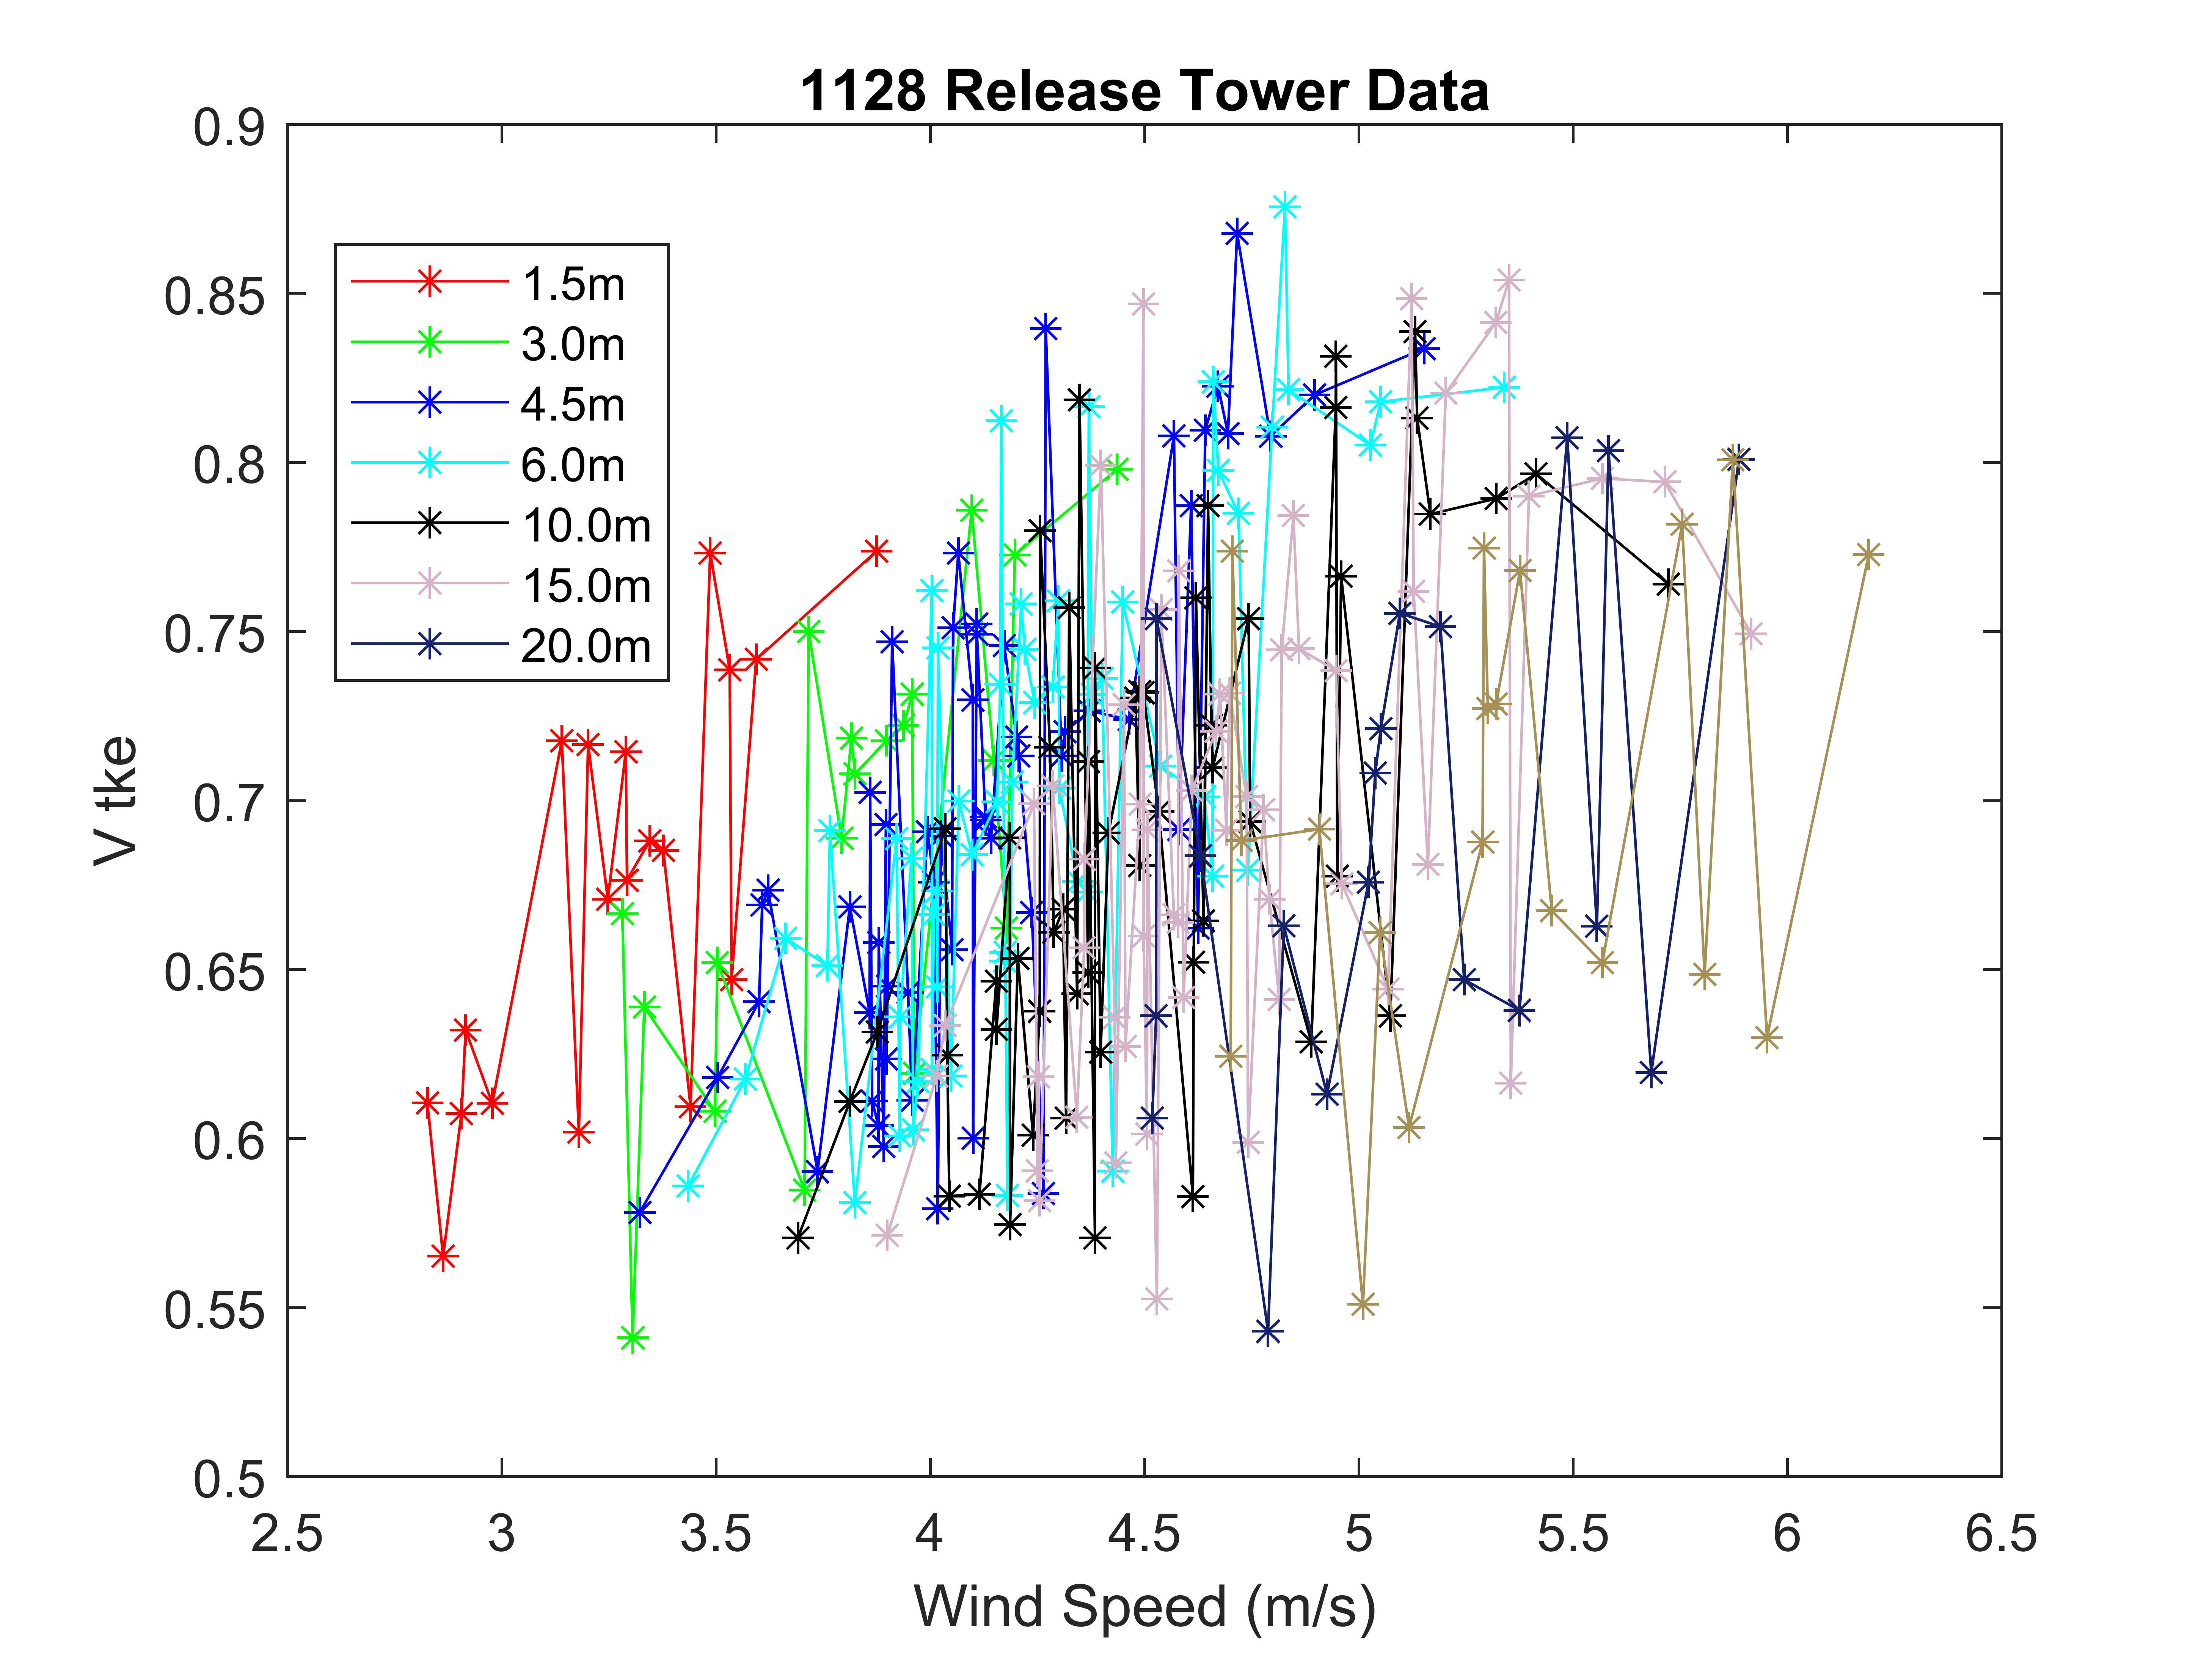 1128 Release Tower Data
0.9
0.85
0.8
0.75
0.7
0.65
0.6
0.55
0.5
V tke
1.5m
3.0m
4.5m
6.0m
10.0m
15.0m
20.0m
2.5 3 3.5 4 4.5 5 5.5 6 6.5
Wind Speed (m/s)